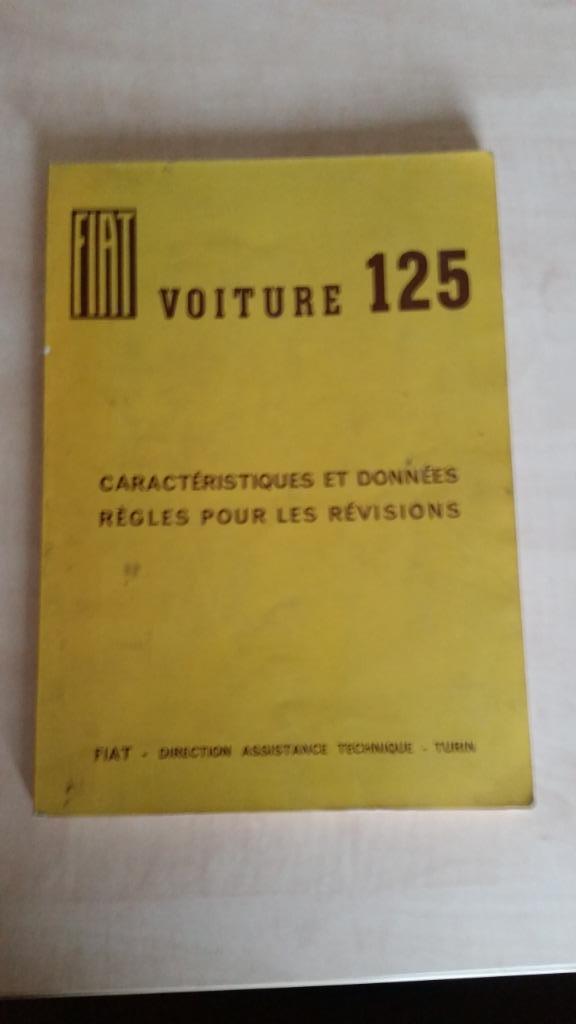 FIAT
VOITURE 125
CARACTÉRISTIQUES ET DONNÉES
RÈGLES POUR LES RÉVISIONS
FIAT - DIRECTION ASSISTANCE TECHNIQUE - TURIN